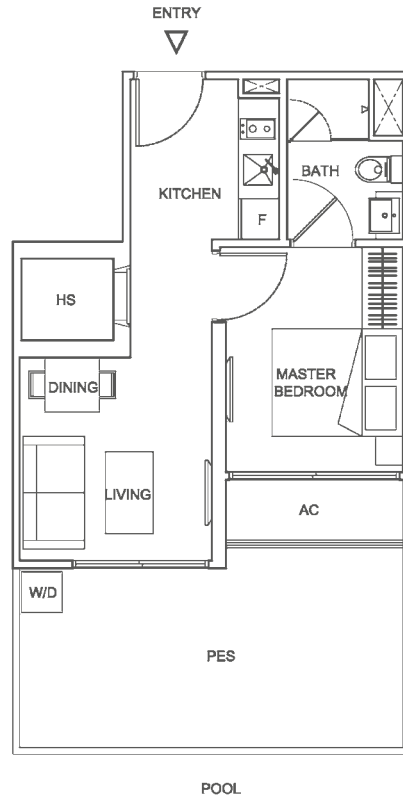 ENTRY
BATH
KITCHEN
F
HS
MASTER
BEDROOM
DINING
LIVING
AC
W/D
PES
POOL